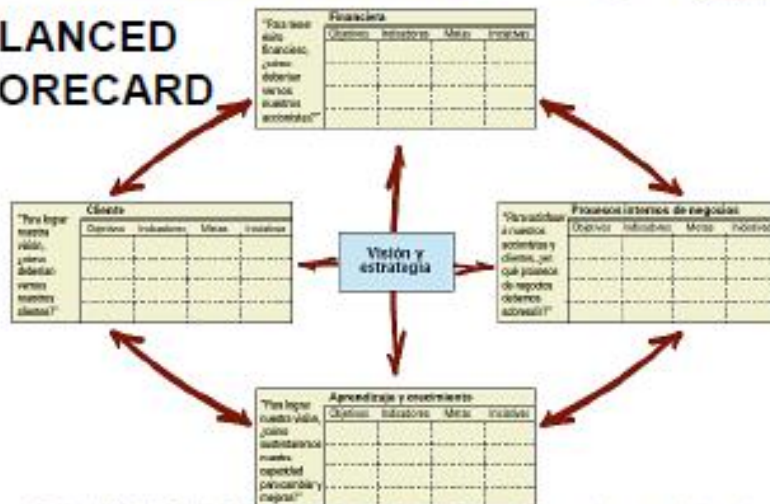 LANCED
ORECARD
Financiera
"Para tener
éxito
financiero,
¿cómo
deberían
vernos
nuestros
accionistas?"
Objetivos Indicadores Metas Iniciativas
Cliente
"Para lograr
nuestra
visión,
¿cómo
deberían
vernos
nuestros
clientes?"
Objetivos Indicadores Metas Iniciativas
Visión y
estrategia
Procesos internos de negocios
"Para satisfacer
a nuestros
accionistas y
clientes, ¿en
qué procesos
de negocios
debemos
sobresalir?"
Objetivos Indicadores Metas Iniciativas
Aprendizaje y crecimiento
"Para lograr
nuestra visión,
¿cómo
sustentaremos
nuestra
capacidad
para cambiar y
mejorar?"
Objetivos Indicadores Metas Iniciativas